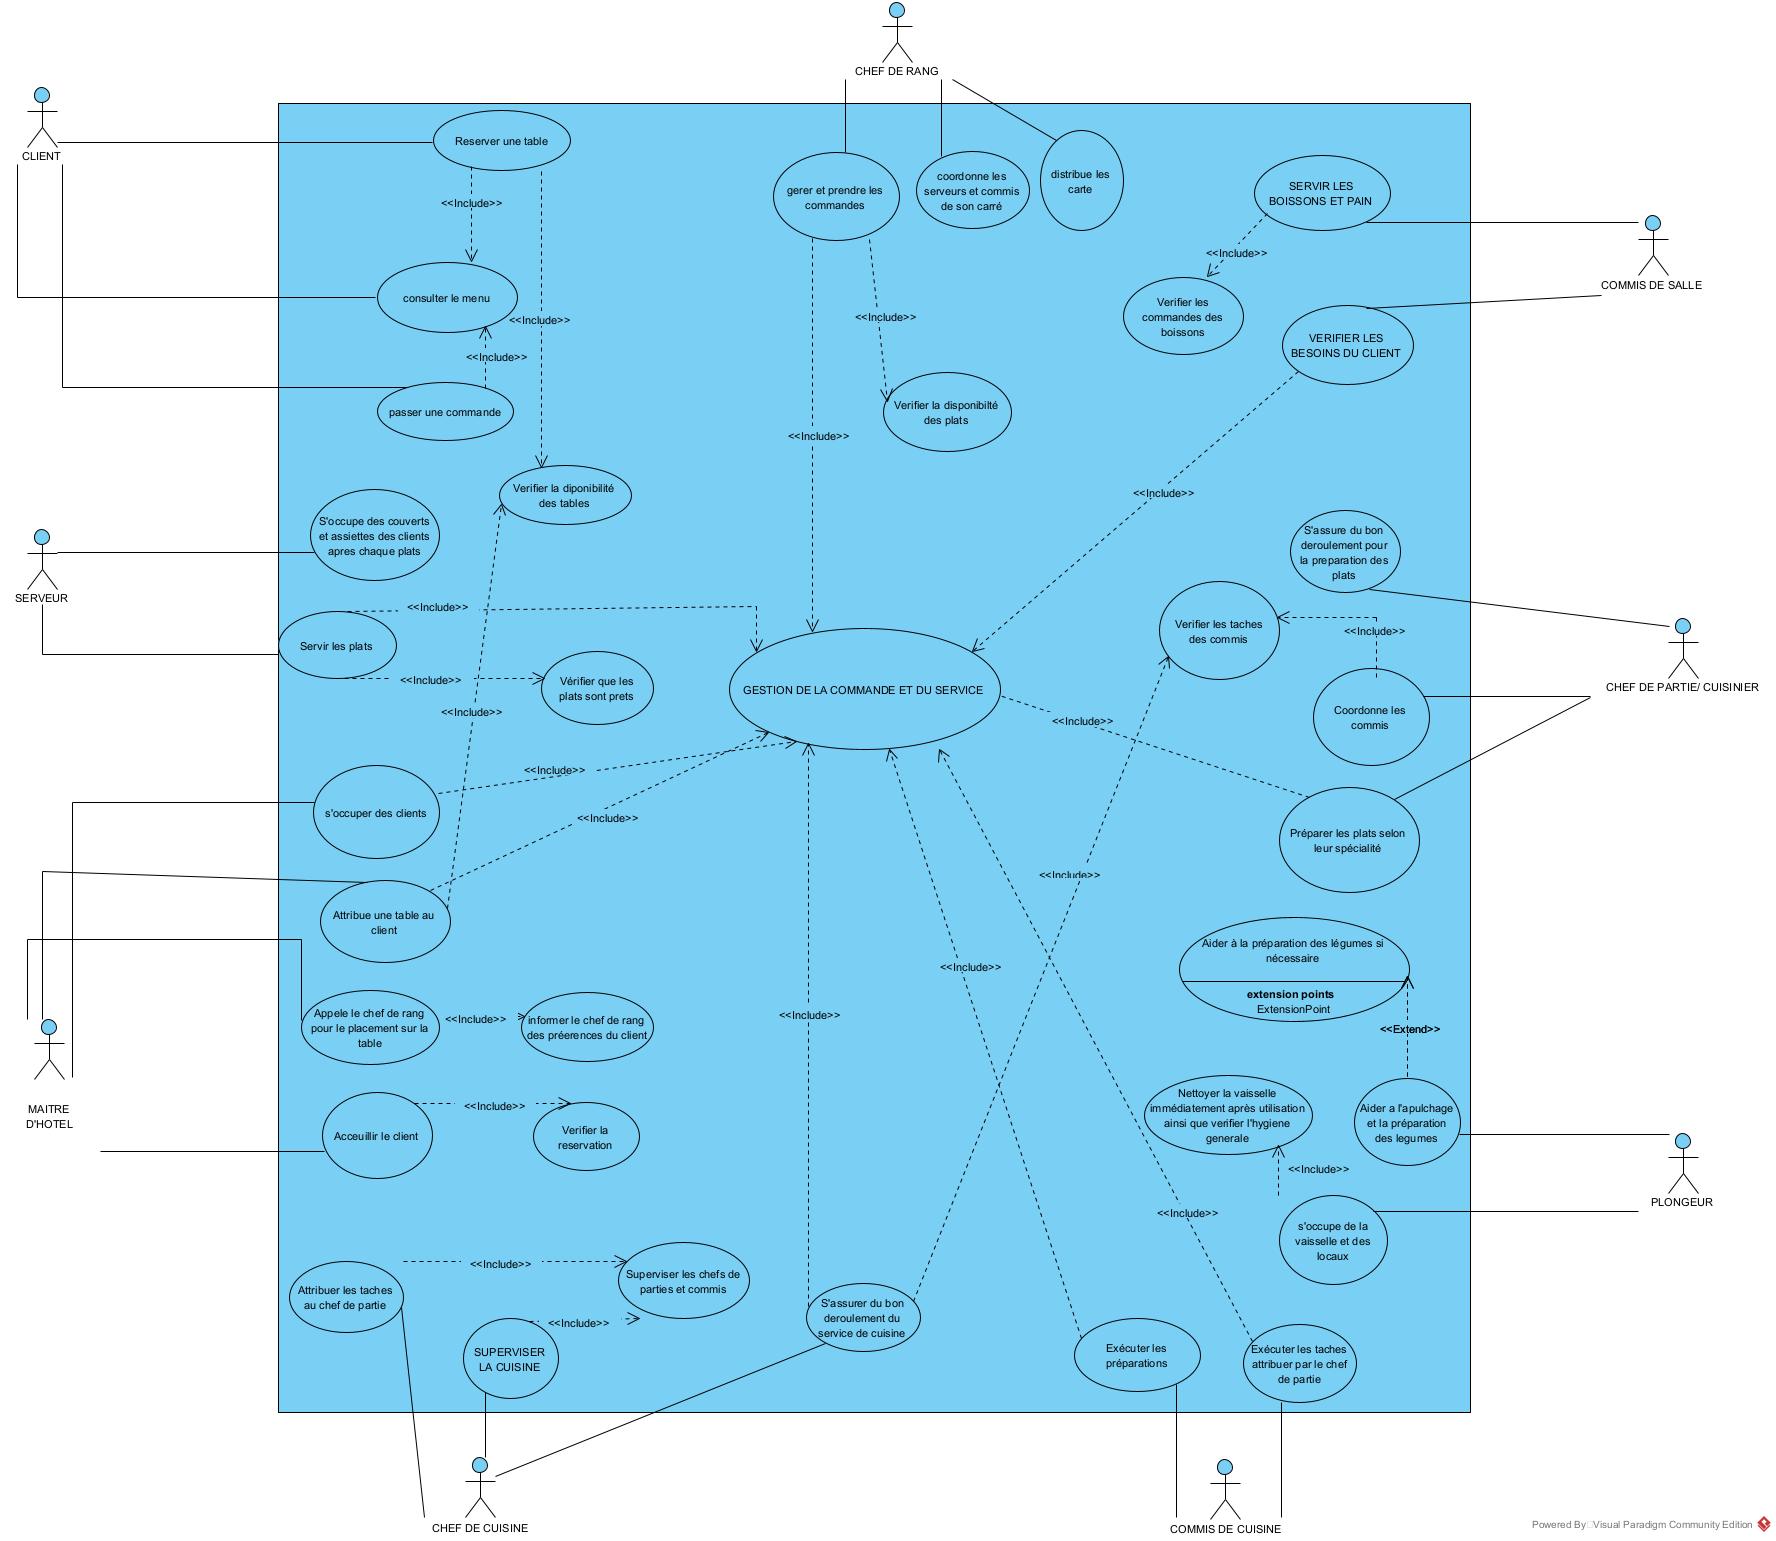 CHEF DE RANG
CLIENT
Reserver une table
gerer et prendre les
commandes
coordonne les
serveurs et commis
de son carré
distribue les
carte
SERVIR LES
BOISSONS ET PAIN
COMMIS DE SALLE
<<Include>>
<<Include>>
consulter le menu
<<Include>>
<<Include>>
<<Include>>
Verifier les
commandes des
boissons
VERIFIER LES
BESOINS DU CLIENT
passer une commande
Verifier la disponibilté
des plats
<<Include>>
<<Include>>
Verifier la diponibilité
des tables
S'occupe des couverts
et assiettes des clients
apres chaque plats
SERVEUR
S'assure du bon
deroulement pour
la preparation des
plats
<<Include>>
Servir les plats
<<Include>>
Vérifier que les
plats sont prets
<<Include>>
GESTION DE LA COMMANDE ET DU SERVICE
Verifier les taches
des commis
<<Include>>
CHEF DE PARTIE/ CUISINIER
Coordonne les
commis
<<Include>>
<<Include>>
s'occuper des clients
<<Include>>
Préparer les plats selon
leur spécialité
<<Include>>
Attribue une table au
client
Aider à la préparation des légumes si
nécessaire
extension points
ExtensionPoint
<<Include>>
<<Extend>>
Appele le chef de rang
pour le placement sur la
table
<<Include>>
informer le chef de rang
des préerences du client
<<Include>>
MAITRE
D'HOTEL
Acceuillir le client
<<Include>>
Verifier la
reservation
Nettoyer la vaisselle
immédiatement après utilisation
ainsi que verifier l'hygiene
generale
Aider a l'apulchage
et la préparation
des legumes
<<Include>>
PLONGEUR
<<Include>>
s'occupe de la
vaisselle et des
locaux
<<Include>>
Attribuer les taches
au chef de partie
Superviser les chefs de
parties et commis
<<Include>>
SUPERVISER
LA CUISINE
S'assurer du bon
deroulement du
service de cuisine
Exécuter les
préparations
Exécuter les taches
attribuer par le chef
de partie
CHEF DE CUISINE
COMMIS DE CUISINE
Powered By Visual Paradigm Community Edition